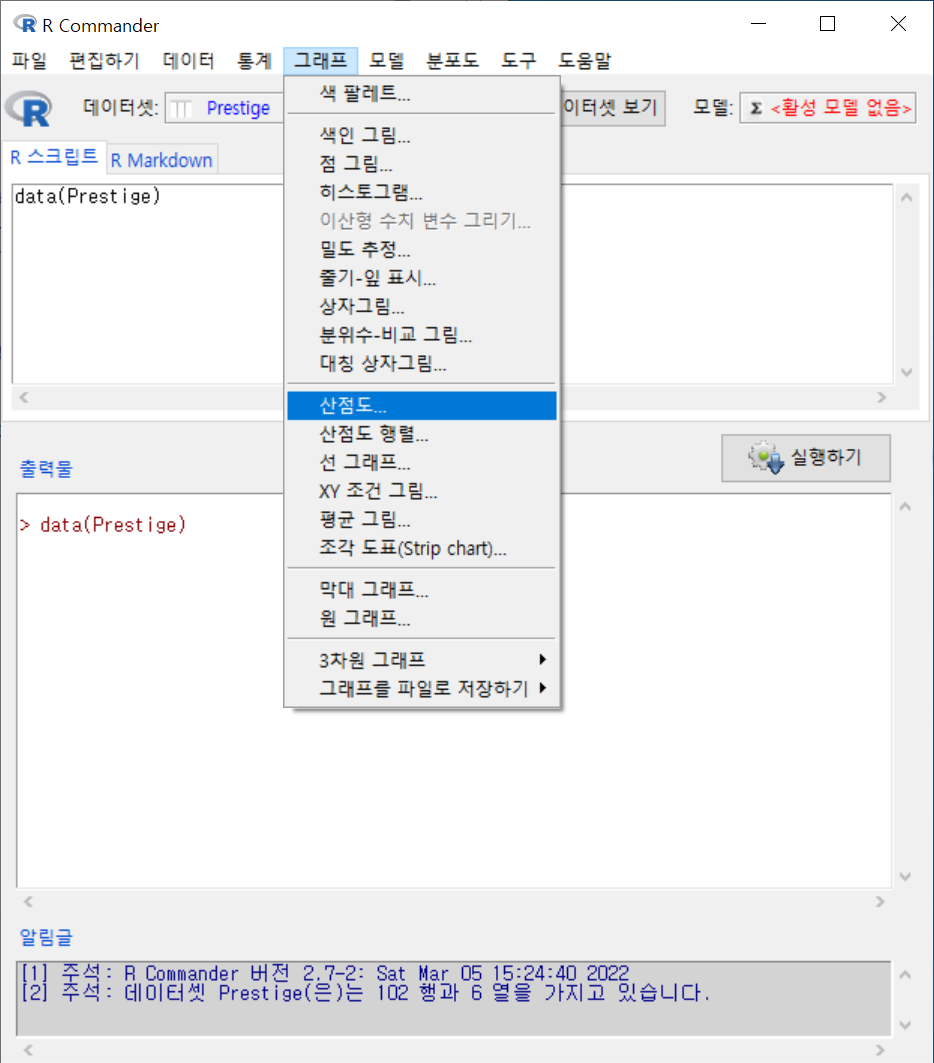 R R Commander
파일 편집하기 데이터 통계 그래프 모델 분포도 도구 도움말
R 데이터셋: Prestige 이터셋 보기 모델: Σ <활성 모델 없음>
R 스크립트 R Markdown
data(Prestige)
색 팔레트...
색인 그림...
점 그림...
히스토그램...
이산형 수치 변수 그리기...
밀도 추정...
줄기-잎 표시...
상자그림...
분위수-비교 그림...
대칭 상자그림...
산점도...
산점도 행렬...
선 그래프...
XY 조건 그림...
평균 그림...
조각 도표(Strip chart)...
막대 그래프...
원 그래프...
3차원 그래프
그래프를 파일로 저장하기
실행하기
출력물
> data(Prestige)
알림글
[1] 주석: R Commander 버전 2.7-2: Sat Mar 05 15:24:40 2022
[2] 주석: 데이터셋 Prestige(은)는 102 행과 6 열을 가지고 있습니다.